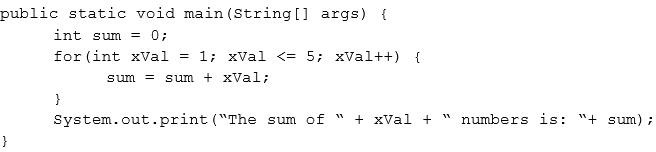 public static void main(String[] args) {
int sum = 0;
for(int xVal = 1; xVal <= 5; xVal++) {
sum = sum + xVal;
}
System.out.print(“The sum of “ + xVal + “ numbers is: “+ sum);
}